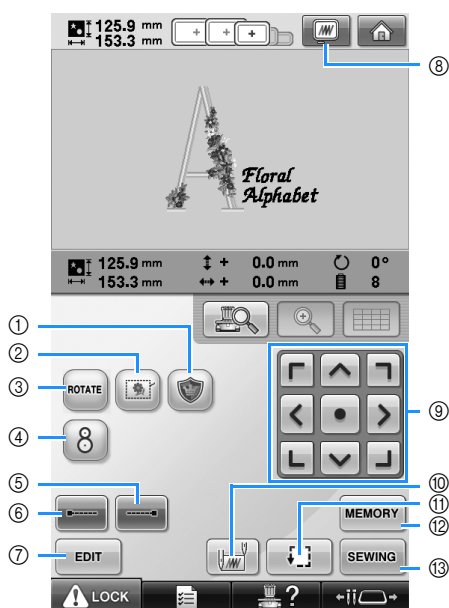 125.9 mm
153.3 mm
⑧
Floral
Alphabet
125.9 mm + 0.0 mm 0°
153.3 mm + 0.0 mm 8
①
②
③ ROTATE
④ 8
⑤
⑥
⑦ EDIT
⑨
⑩
⑪
MEMORY ⑫
SEWING ⑬
LOCK ?